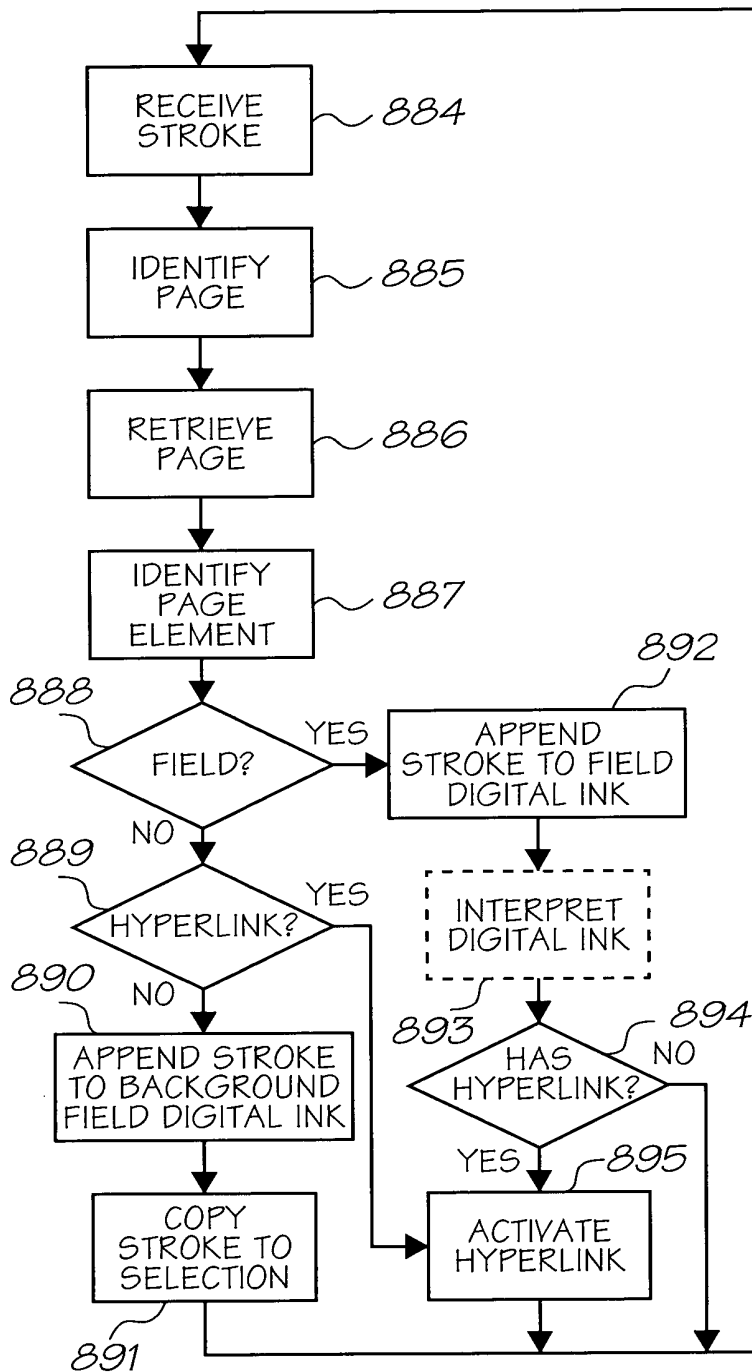 RECEIVE
STROKE
884
IDENTIFY
PAGE
885
RETRIEVE
PAGE
886
IDENTIFY
PAGE
ELEMENT
887
888
FIELD?
YES
NO
892
APPEND
STROKE TO FIELD
DIGITAL INK
889
HYPERLINK?
YES
NO
INTERPRET
DIGITAL INK
893
890
APPEND STROKE
TO BACKGROUND
FIELD DIGITAL INK
894
HAS
HYPERLINK?
NO
YES
895
COPY
STROKE TO
SELECTION
891
ACTIVATE
HYPERLINK